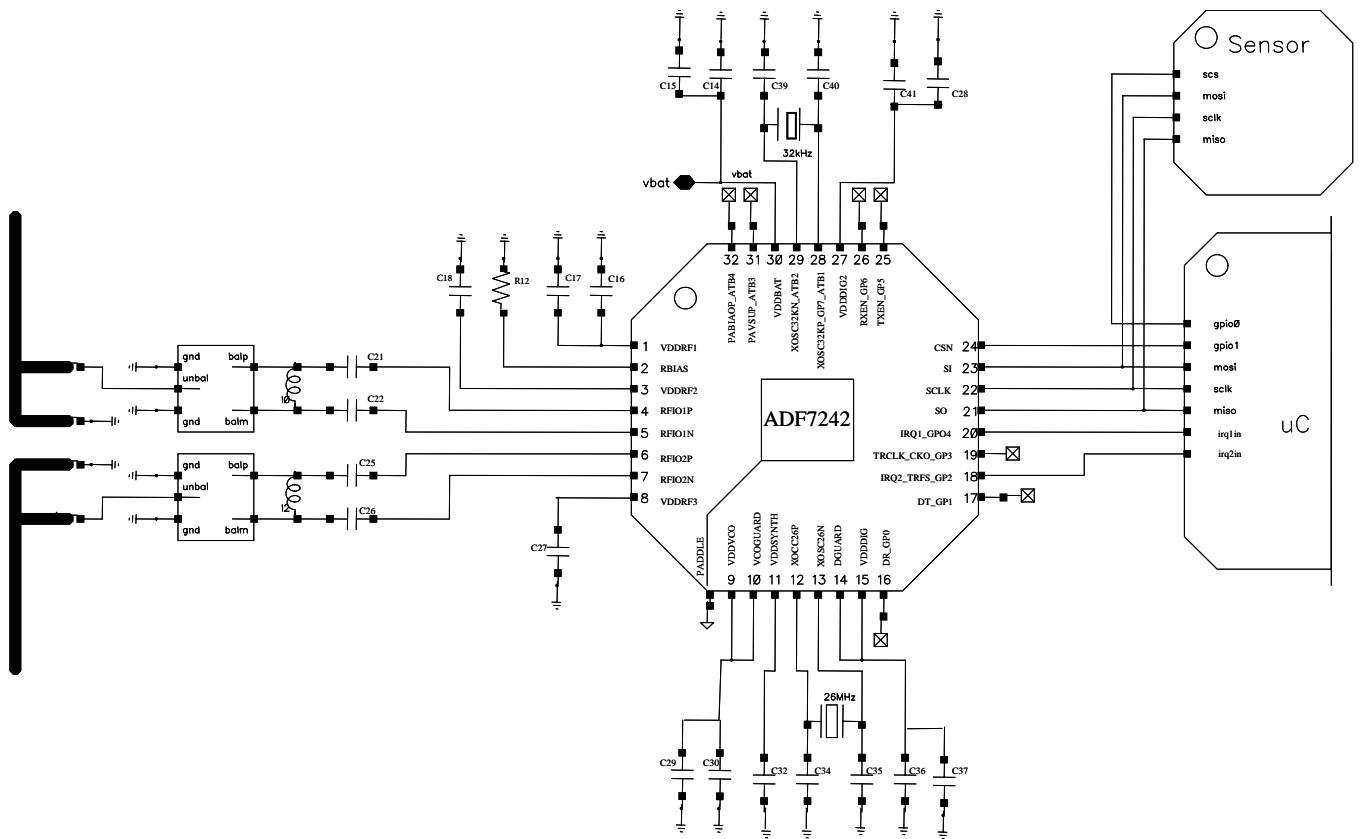 C15
C14
C39
C40
C41
C28
32kHz
vbat
vbat
Sensor
scs
mosi
sclk
miso
32
31
30
29
28
27
26
25
PABIAOP_ATB4
PAVSUP_ATB3
VDDBAT
XOSC32KN_ATB2
XOSC32KP_GP7_ATB1
VDDDIG2
RXEN_GP6
TXEN_GP5
C18
R12
C17
C16
1 VDDRF1
2 RBIAS
3 VDDRF2
4 RFIO1P
5 RFIO1N
6 RFIO2P
7 RFIO2N
8 VDDRF3
ADF7242
CSN 24
SI 23
SCLK 22
SO 21
IRQ1_GPO4 20
TRCLK_CKO_GP3 19
IRQ2_TRFS_GP2 18
DT_GP1 17
gpio0
gpio1
mosi
sclk
miso
irq1in
irq2in
uC
gnd balp
unbal
gnd balm
10
C21
C22
gnd balp
unbal
gnd balm
12
C25
C26
C27
PADDLE
VDDVCO
VCOGUARD
VDDSYNTH
XOCC26P
XOSC26N
DGUARD
VDDDIG
DR_GP0
9
10
11
12
13
14
15
16
26MHz
C29
C30
C32
C34
C35
C36
C37